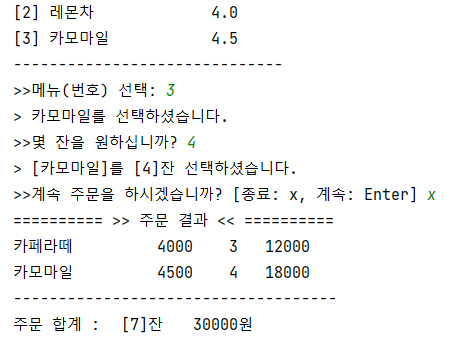 [2] 레몬차 4.0
[3] 카모마일 4.5
------------------------------
>>메뉴(번호) 선택: 3
> 카모마일를 선택하셨습니다.
>>몇 잔을 원하십니까? 4
> [카모마일]를 [4]잔 선택하셨습니다.
>>계속 주문을 하시겠습니까? [종료: x, 계속: Enter] x
========== >> 주문 결과 << ==========
카페라떼 4000 3 12000
카모마일 4500 4 18000
------------------------------------
주문 합계 : [7]잔 30000원